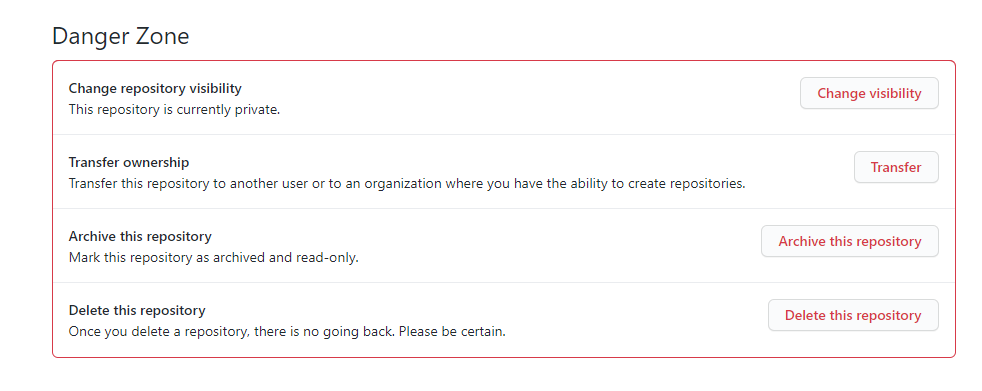 Danger Zone
Change repository visibility
This repository is currently private.
Change visibility
Transfer ownership
Transfer this repository to another user or to an organization where you have the ability to create repositories.
Transfer
Archive this repository
Mark this repository as archived and read-only.
Archive this repository
Delete this repository
Once you delete a repository, there is no going back. Please be certain.
Delete this repository